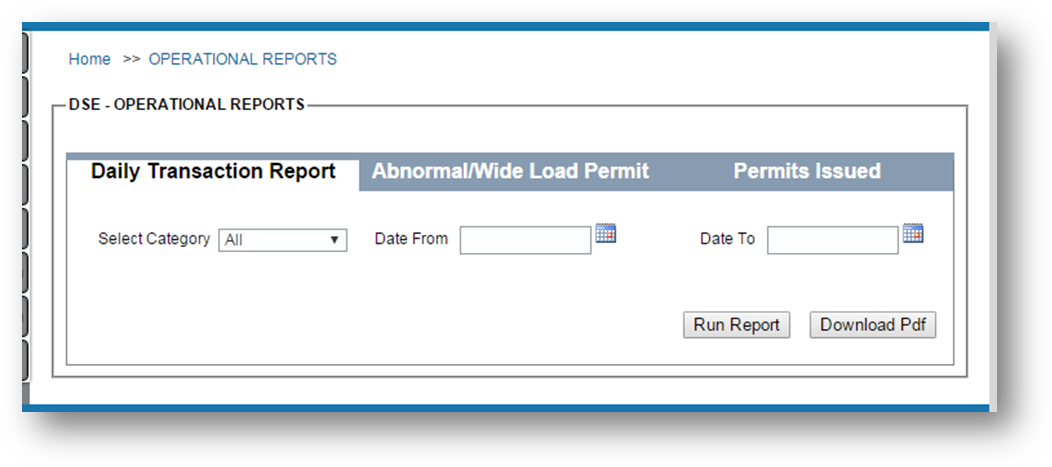 Home >> OPERATIONAL REPORTS
DSE - OPERATIONAL REPORTS
Daily Transaction Report Abnormal/Wide Load Permit Permits Issued
Select Category All Date From Date To
Run Report Download Pdf